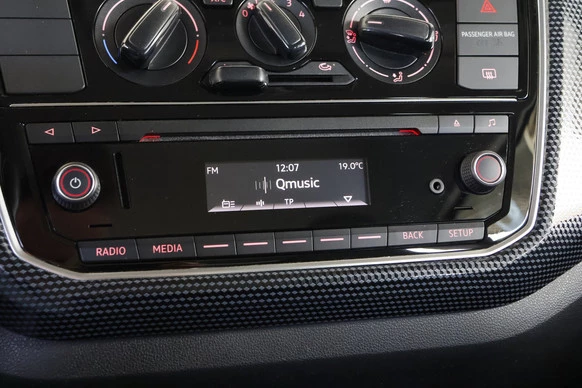 PASSENGER AIR BAG
FM 12:07 19.0°C
Qmusic
TP
RADIO MEDIA BACK SETUP